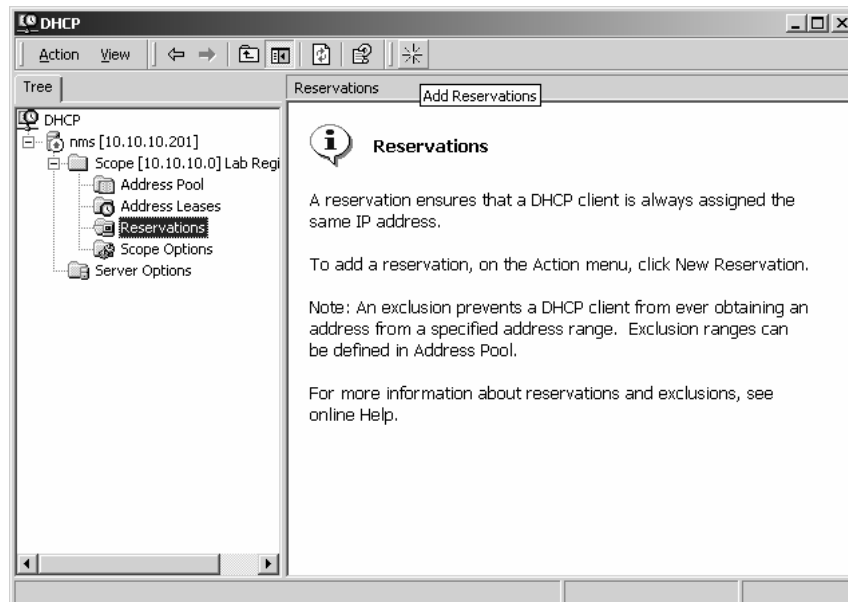 DHCP
Action View
Tree
Reservations
Add Reservations
DHCP
nms [10.10.10.201]
Scope [10.10.10.0] Lab Regi
Address Pool
Address Leases
Reservations
Scope Options
Server Options
Reservations
A reservation ensures that a DHCP client is always assigned the
same IP address.
To add a reservation, on the Action menu, click New Reservation.
Note: An exclusion prevents a DHCP client from ever obtaining an
address from a specified address range. Exclusion ranges can
be defined in Address Pool.
For more information about reservations and exclusions, see
online Help.